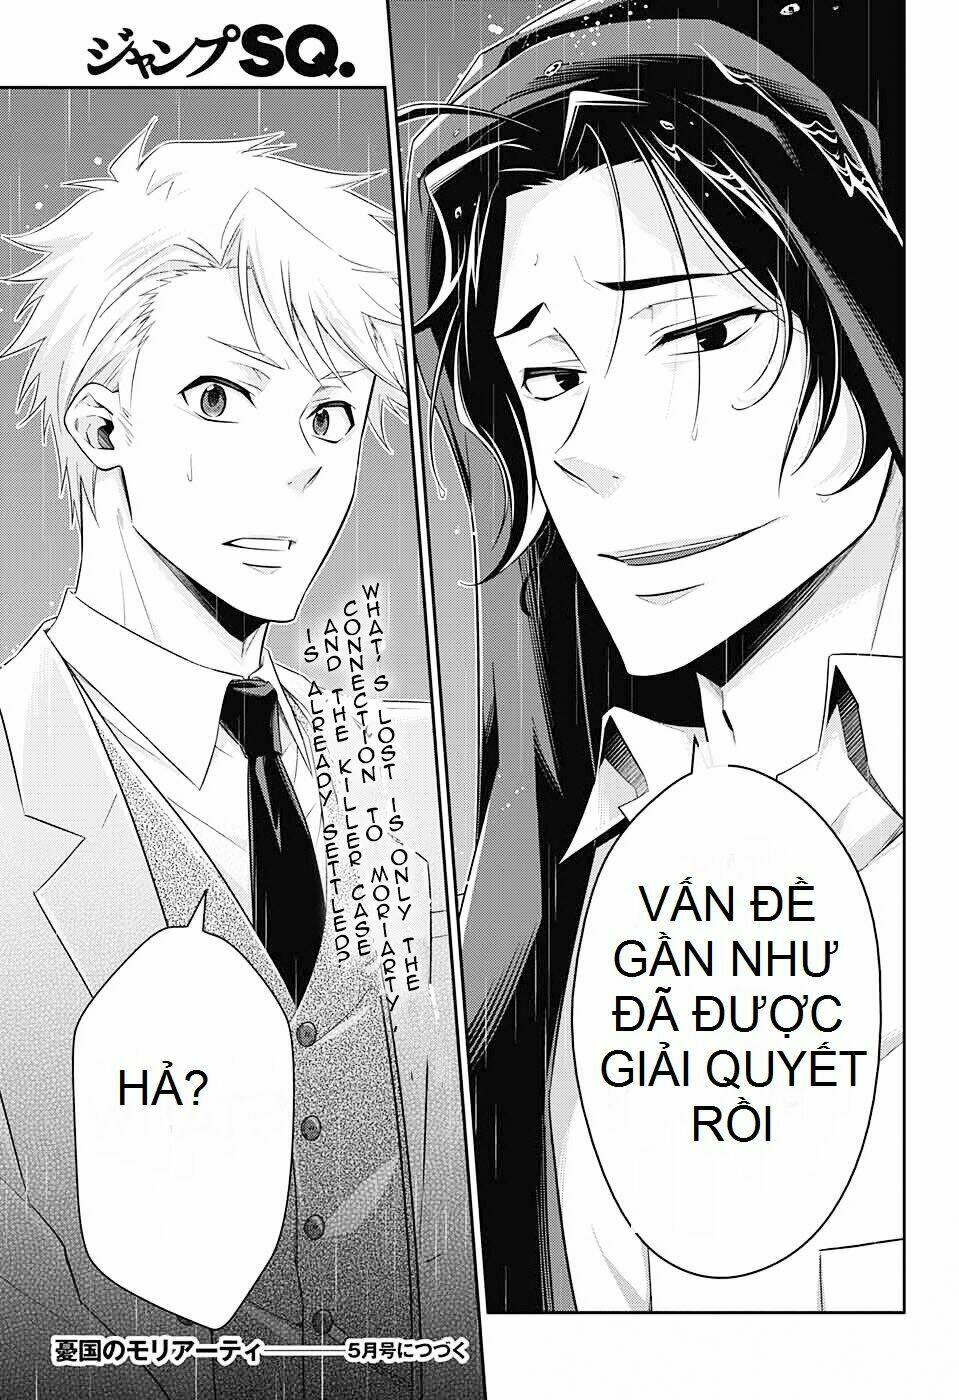 ジャンプSQ.
VẤN ĐỀ
GẦN NHƯ
ĐÃ ĐƯỢC
GIẢI QUYẾT
RỒI
WHAT'S LOST IS ONLY THE
CONNECTION TO MORIARTY,
AND THE KILLER CASE
IS ALREADY SETTLED?
HẢ?
憂国のモリアーティ———5月号につづく